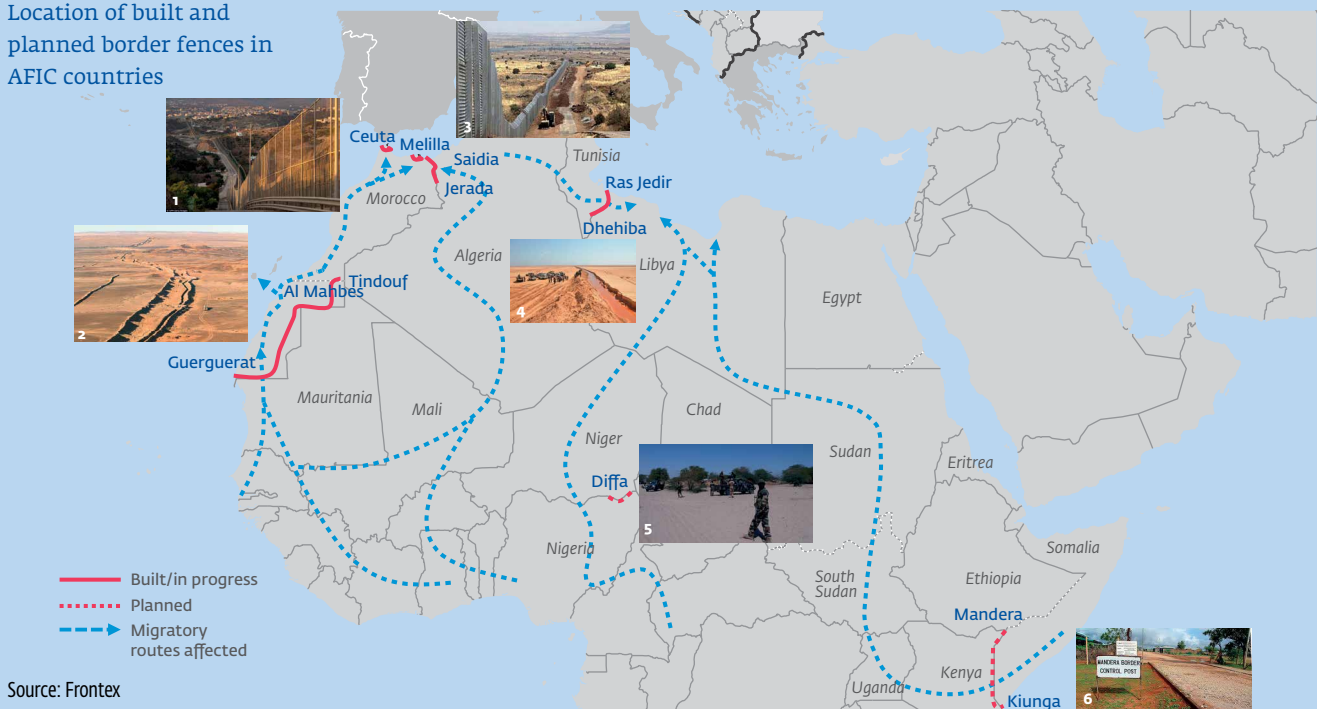 Location of built and
planned border fences in
AFIC countries
3
Ceuta
Melilla
Saidia
Tunisia
1
Morocco
Jerada
Ras Jedir
Dhehiba
Algeria
Libya
2
Tindouf
Al Mahbes
4
Egypt
Guerguerat
Mauritania
Mali
Chad
Niger
Sudan
Eritrea
Diffa
5
Nigeria
Somalia
South
Sudan
Ethiopia
Built/in progress
Planned
Migratory
routes affected
Mandera
Kenya
Uganda
Kiunga
MANDERA BORDER
CONTROL POST
6
Source: Frontex